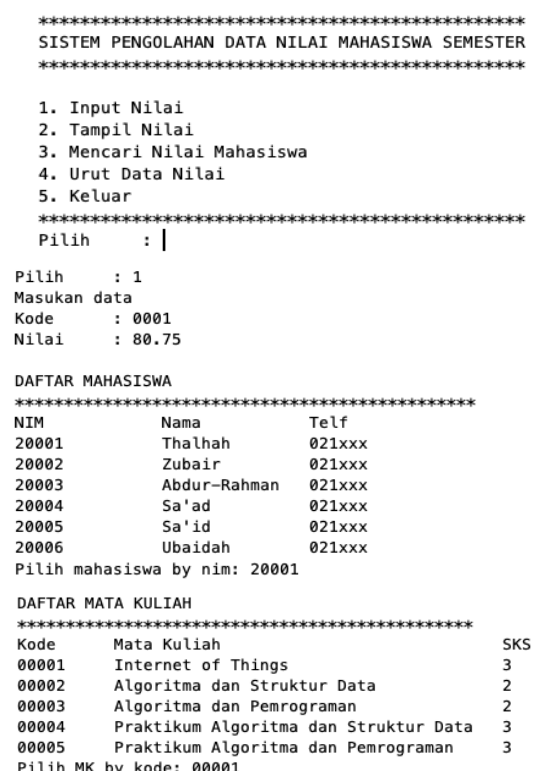 **********************************************
SISTEM PENGOLAHAN DATA NILAI MAHASISWA SEMESTER
**********************************************
1. Input Nilai
2. Tampil Nilai
3. Mencari Nilai Mahasiswa
4. Urut Data Nilai
5. Keluar
**********************************************
Pilih : |
Pilih : 1
Masukan data
Kode : 0001
Nilai : 80.75
DAFTAR MAHASISWA
**********************************************
NIM Nama Telf
20001 Thalhah 021xxx
20002 Zubair 021xxx
20003 Abdur-Rahman 021xxx
20004 Sa'ad 021xxx
20005 Sa'id 021xxx
20006 Ubaidah 021xxx
Pilih mahasiswa by nim: 20001
DAFTAR MATA KULIAH
**********************************************
Kode Mata Kuliah SKS
00001 Internet of Things 3
00002 Algoritma dan Struktur Data 2
00003 Algoritma dan Pemrograman 2
00004 Praktikum Algoritma dan Struktur Data 3
00005 Praktikum Algoritma dan Pemrograman 3
Pilih MK by kode: 00001